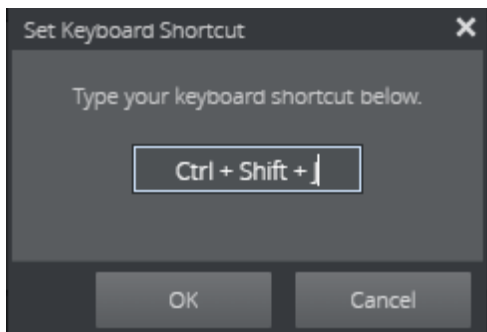 Set Keyboard Shortcut
Type your keyboard shortcut below.
Ctrl + Shift + J
OK
Cancel